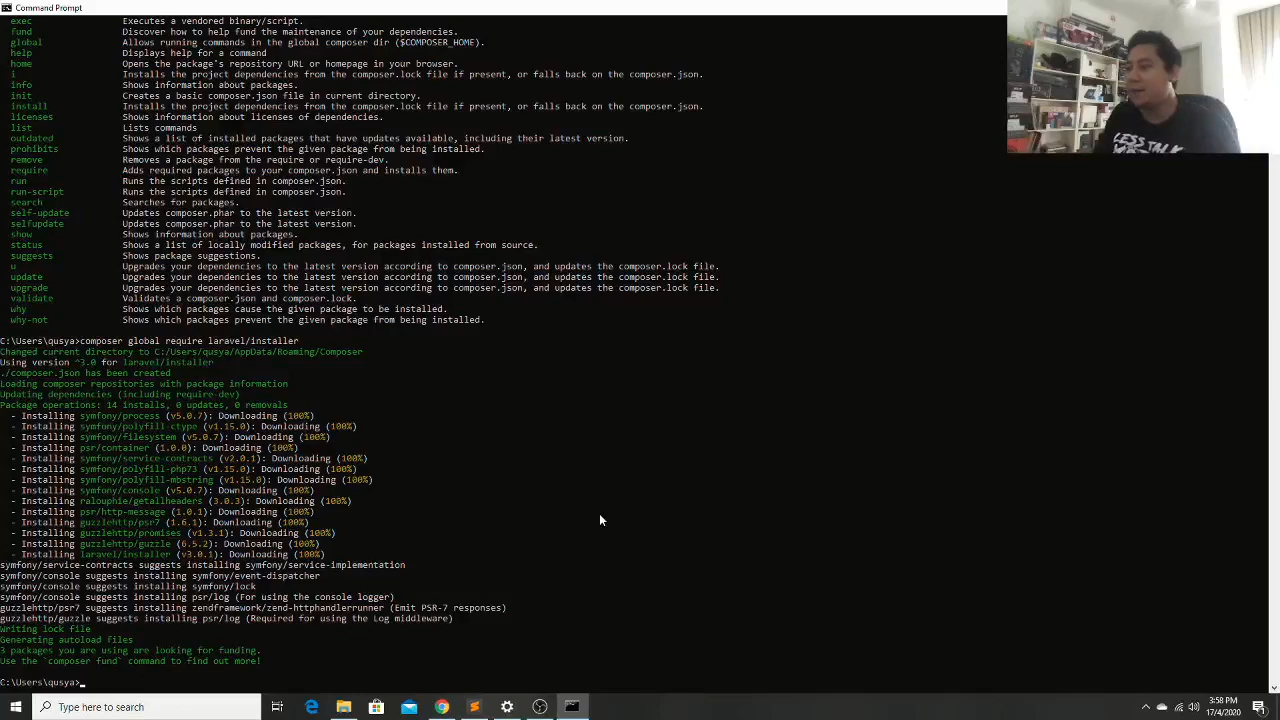 Command Prompt
exec Executes a vendored binary/script.
fund Discover how to help fund the maintenance of your dependencies.
global Allows running commands in the global composer dir ($COMPOSER_HOME).
help Displays help for a command
home Opens the package's repository URL or homepage in your browser.
i Installs the project dependencies from the composer.lock file if present, or falls back on the composer.json.
info Shows information about packages.
init Creates a basic composer.json file in current directory.
install Installs the project dependencies from the composer.lock file if present, or falls back on the composer.json.
licenses Shows information about licenses of dependencies.
list Lists commands
outdated Shows a list of installed packages that have updates available, including their latest version.
prohibits Shows which packages prevent the given package from being installed.
remove Removes a package from the require or require-dev.
require Adds required packages to your composer.json and installs them.
run Runs the scripts defined in composer.json.
run-script Runs the scripts defined in composer.json.
search Searches for packages.
self-update Updates composer.phar to the latest version.
selfupdate Updates composer.phar to the latest version.
show Shows information about packages.
status Shows a list of locally modified packages, for packages installed from source.
suggests Shows package suggestions.
u Upgrades your dependencies to the latest version according to composer.json, and updates the composer.lock file.
update Upgrades your dependencies to the latest version according to composer.json, and updates the composer.lock file.
upgrade Upgrades your dependencies to the latest version according to composer.json, and updates the composer.lock file.
validate Validates a composer.json and composer.lock.
why Shows which packages cause the given package to be installed.
why-not Shows which packages prevent the given package from being installed.
C:\Users\qusya>composer global require laravel/installer
Changed current directory to C:/Users/qusya/AppData/Roaming/Composer
Using version ^3.0 for laravel/installer
./composer.json has been created
Loading composer repositories with package information
Updating dependencies (including require-dev)
Package operations: 14 installs, 0 updates, 0 removals
- Installing symfony/process (v5.0.7): Downloading (100%)
- Installing symfony/polyfill-ctype (v1.15.0): Downloading (100%)
- Installing symfony/filesystem (v5.0.7): Downloading (100%)
- Installing psr/container (1.0.0): Downloading (100%)
- Installing symfony/service-contracts (v2.0.1): Downloading (100%)
- Installing symfony/polyfill-php73 (v1.15.0): Downloading (100%)
- Installing symfony/polyfill-mbstring (v1.15.0): Downloading (100%)
- Installing symfony/console (v5.0.7): Downloading (100%)
- Installing ralouphie/getallheaders (3.0.3): Downloading (100%)
- Installing psr/http-message (1.0.1): Downloading (100%)
- Installing guzzlehttp/psr7 (1.6.1): Downloading (100%)
- Installing guzzlehttp/promises (v1.3.1): Downloading (100%)
- Installing guzzlehttp/guzzle (6.5.2): Downloading (100%)
- Installing laravel/installer (v3.0.1): Downloading (100%)
symfony/service-contracts suggests installing symfony/service-implementation
symfony/console suggests installing symfony/event-dispatcher
symfony/console suggests installing symfony/lock
symfony/console suggests installing psr/log (For using the console logger)
guzzlehttp/psr7 suggests installing zendframework/zend-httphandlerrunner (Emit PSR-7 responses)
guzzlehttp/guzzle suggests installing psr/log (Required for using the Log middleware)
Writing lock file
Generating autoload files
3 packages you are using are looking for funding.
Use the `composer fund` command to find out more!
C:\Users\qusya>
LESS TALK
Type here to search
3:58 PM
17/4/2020